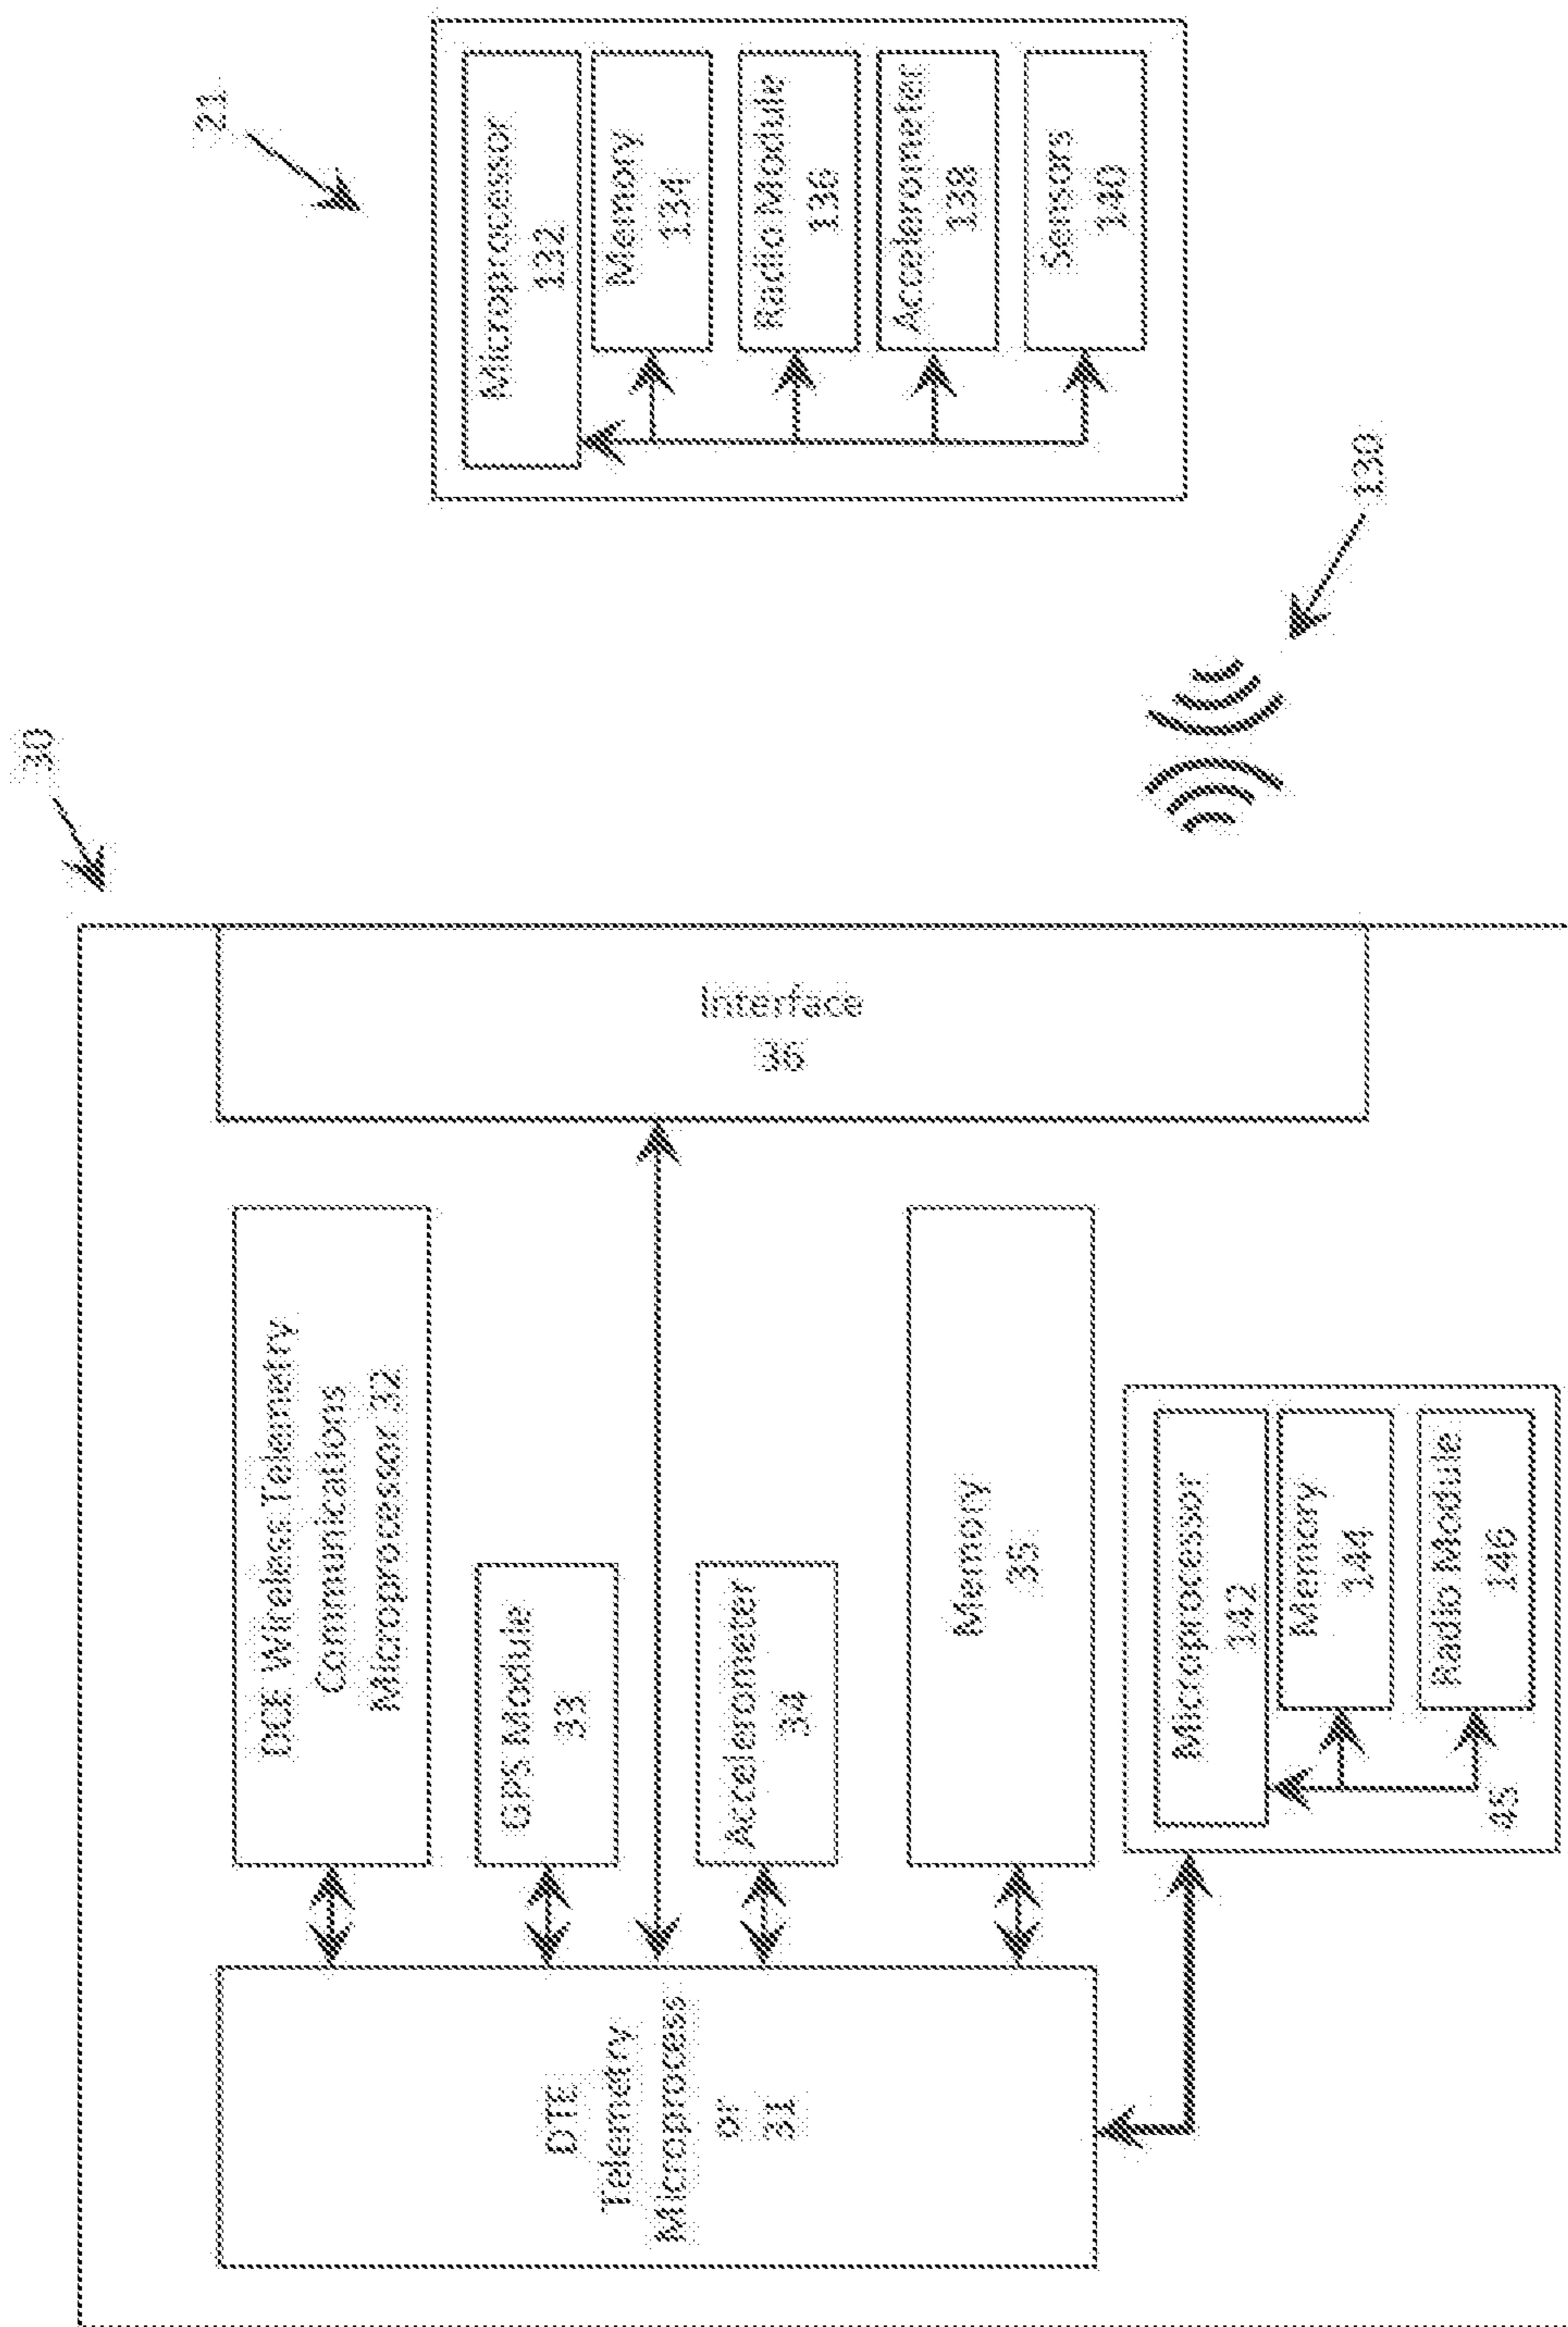 30
DTE
Telemetry
Microprocess
or
31
DCE Wireless Telemetry
Communications
Microprocessor 32
GPS Module
33
Accelerometer
34
Memory
35
Interface
36
Microprocessor
142
Memory
144
Radio Module
146
45
130
21
Microprocessor
132
Memory
134
Radio Module
136
Accelerometer
138
Sensors
140